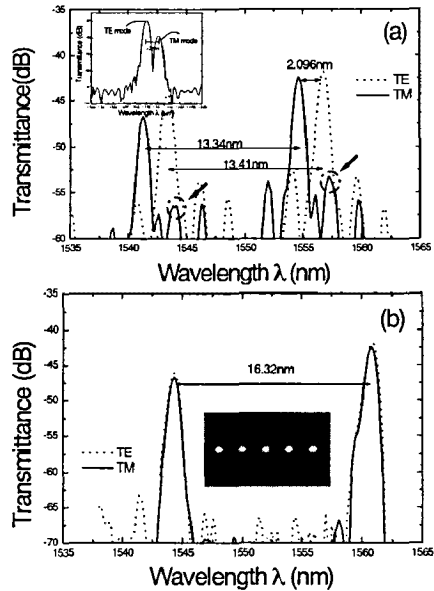 (a)
TE mode
TM mode
Transmittance(dB)
Wavelength λ (μm)
2.096nm
TE
TM
13.34nm
13.41nm
Transmittance(dB)
-35
-40
-45
-50
-55
-60
1535 1540 1545 1550 1555 1560 1565
Wavelength λ (nm)
(b)
16.32nm
TE
TM
Transmittance (dB)
-35
-40
-45
-50
-55
-60
-65
-70
1535 1540 1545 1550 1555 1560 1565
Wavelength λ (nm)